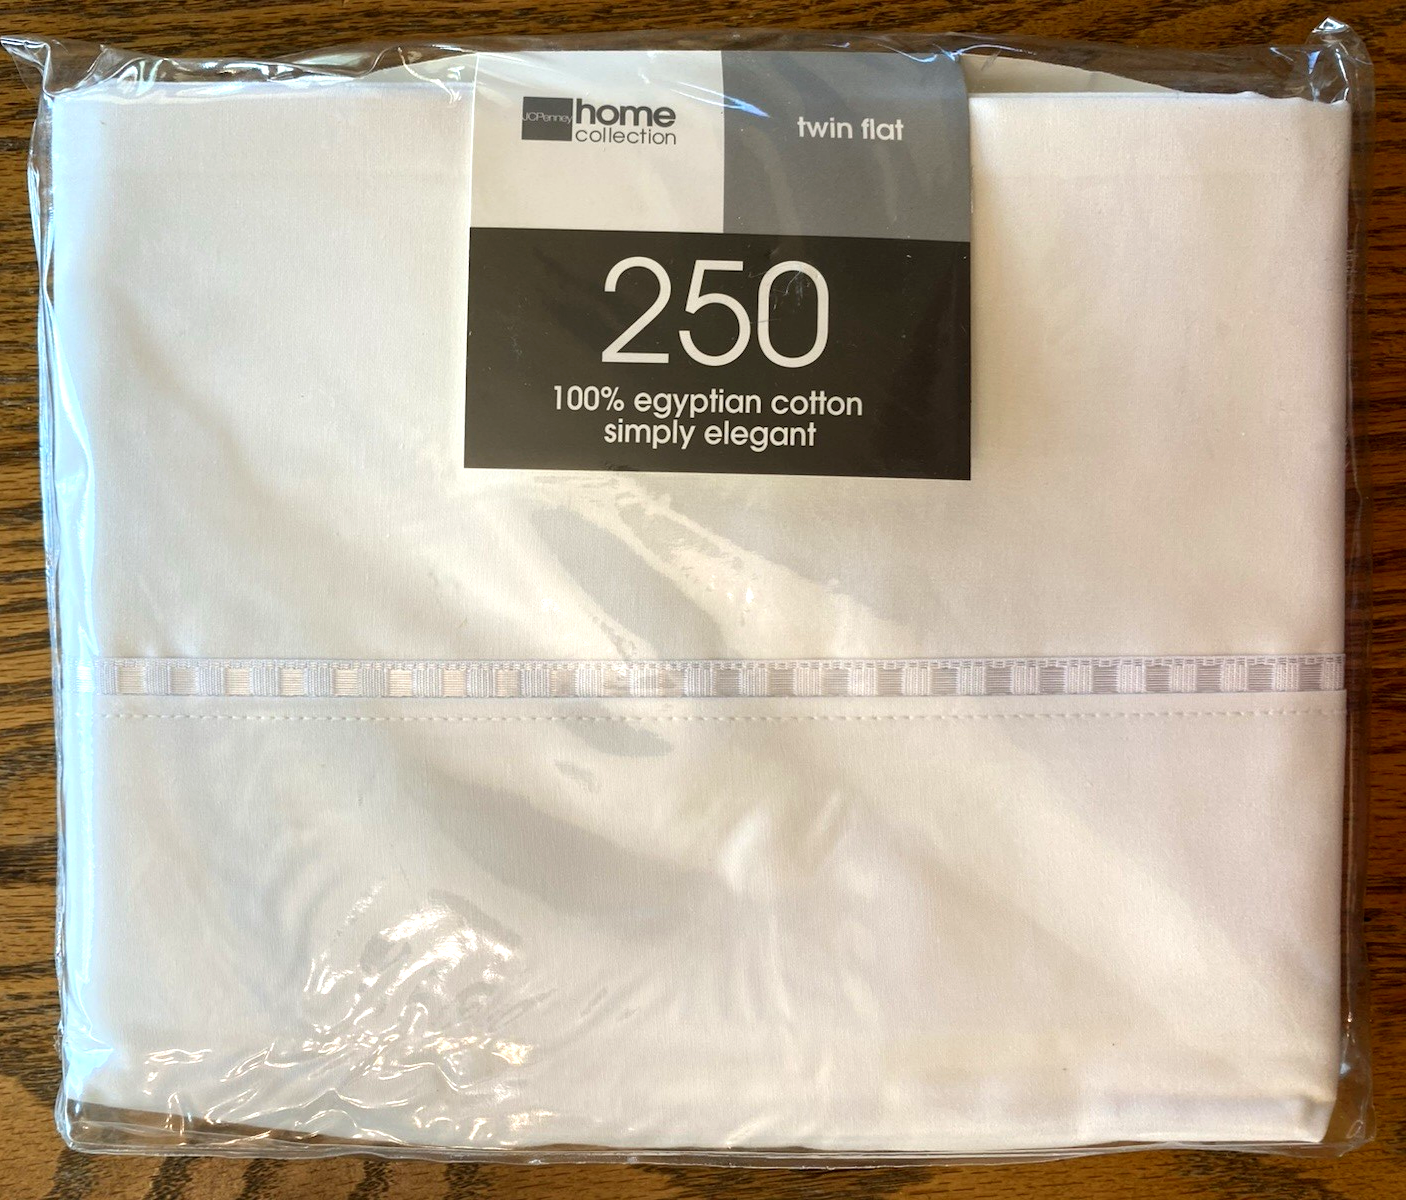 JCPenney home
collection
twin flat
250
100% egyptian cotton
simply elegant